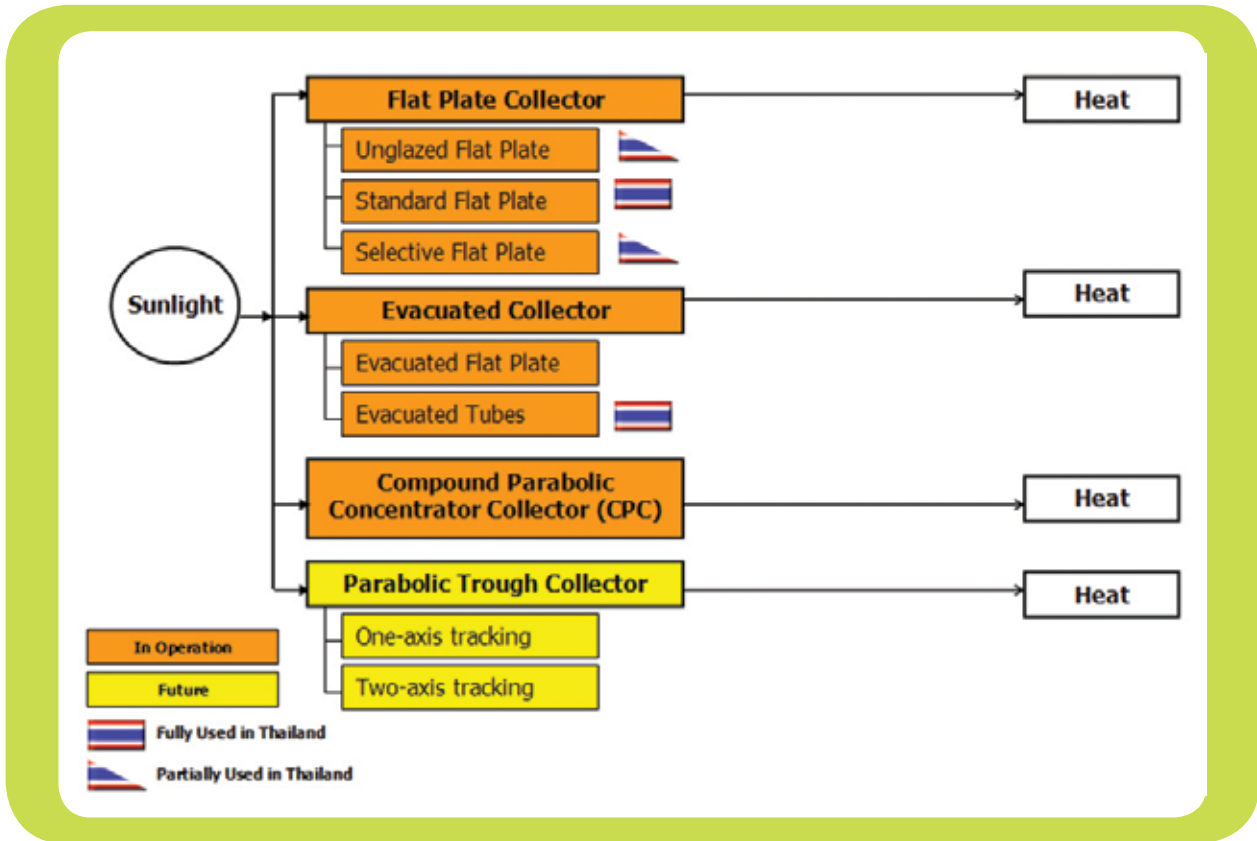 Flat Plate Collector
Heat
Unglazed Flat Plate
Standard Flat Plate
Selective Flat Plate
Sunlight
Evacuated Collector
Heat
Evacuated Flat Plate
Evacuated Tubes
Compound Parabolic
Concentrator Collector (CPC)
Heat
Parabolic Trough Collector
Heat
One-axis tracking
Two-axis tracking
In Operation
Future
Fully Used in Thailand
Partially Used in Thailand